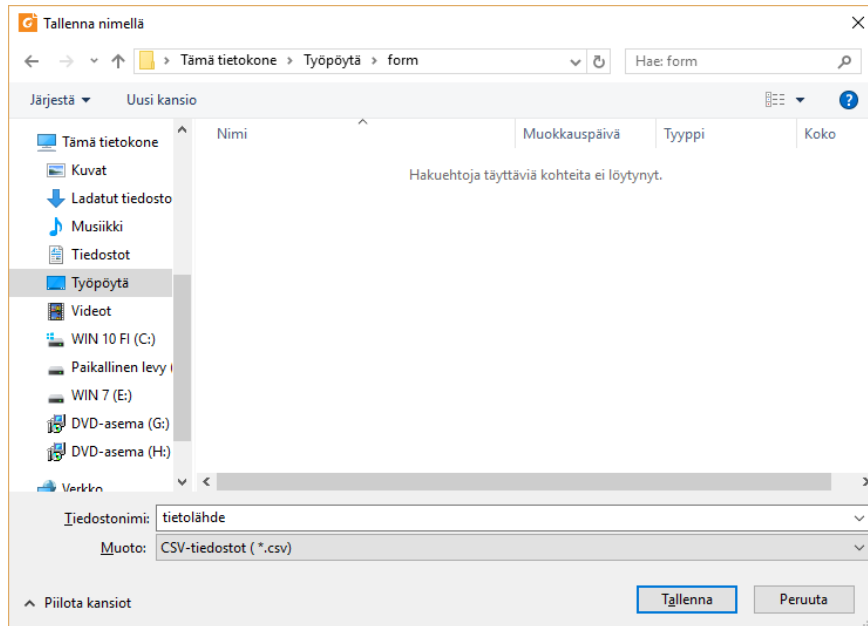 Tallenna nimellä
Tämä tietokone > Työpöytä > form
Hae: form
Järjestä
Uusi kansio
Tämä tietokone
Kuvat
Ladatut tiedosto
Musiikki
Tiedostot
Työpöytä
Videot
WIN 10 FI (C:)
Paikallinen levy (
WIN 7 (E:)
DVD-asema (G:)
DVD-asema (H:)
Verkko
Nimi
Muokkauspäivä
Tyyppi
Koko
Hakuehtoja täyttäviä kohteita ei löytynyt.
Tiedostonimi: tietolähde
Muoto: CSV-tiedostot ( *.csv)
Piilota kansiot
Tallenna
Peruuta